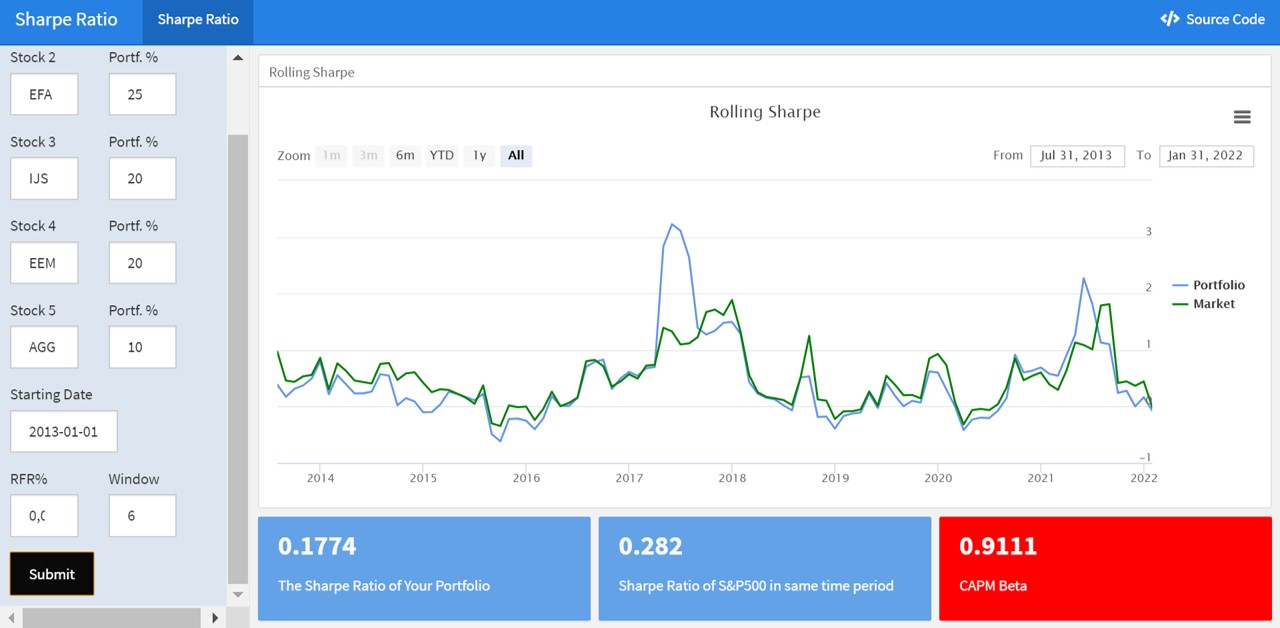 Sharpe Ratio
Sharpe Ratio
Source Code
Stock 2 Portf. %
EFA 25
Stock 3 Portf. %
IJS 20
Stock 4 Portf. %
EEM 20
Stock 5 Portf. %
AGG 10
Starting Date
2013-01-01
RFR% Window
6
Submit
Rolling Sharpe
Rolling Sharpe
Zoom 1m 3m 6m YTD 1y All From Jul 31, 2013 To Jan 31, 2022
3
2
1
−1
Portfolio
Market
2014 2015 2016 2017 2018 2019 2020 2021 2022
0.1774
The Sharpe Ratio of Your Portfolio
0.282
Sharpe Ratio of S&P500 in same time period
0.9111
CAPM Beta